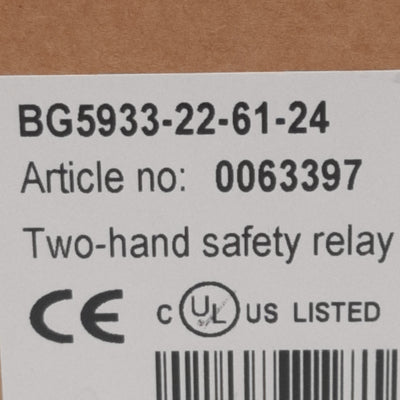 BG5933-22-61-24
Article no: 0063397
Two-hand safety relay
CE C UL US LISTED